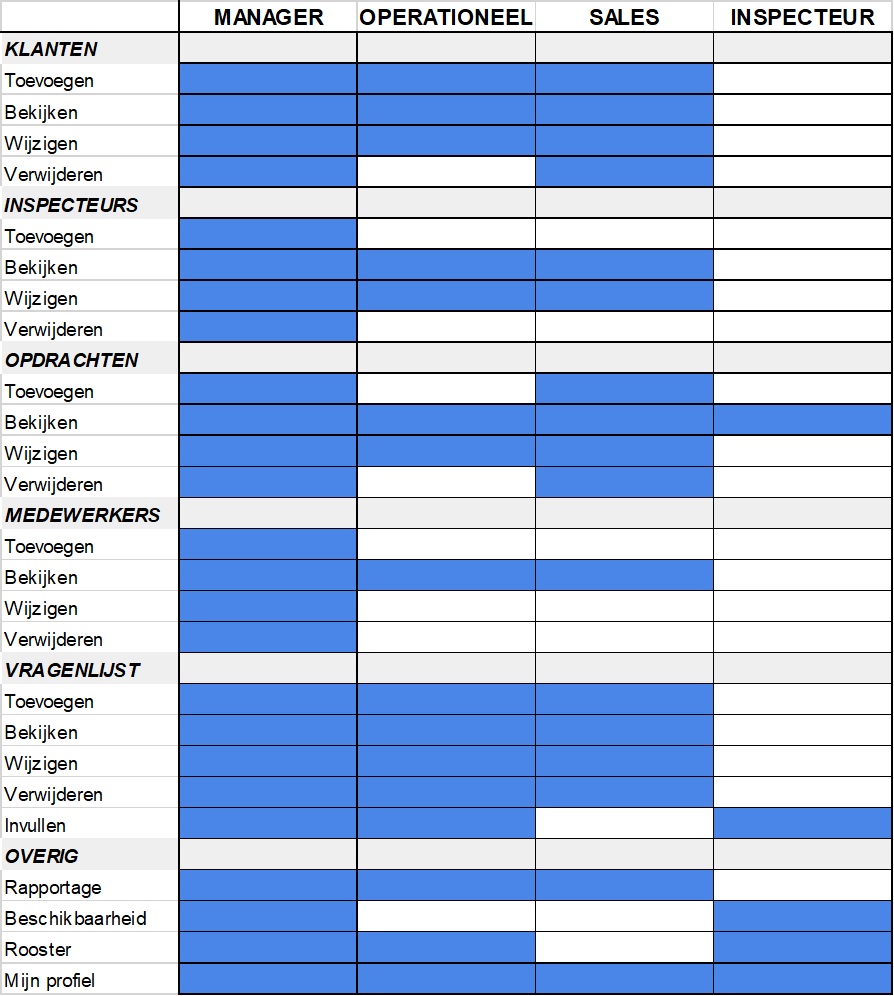 MANAGER OPERATIONEEL SALES INSPECTEUR
KLANTEN
Toevoegen
Bekijken
Wijzigen
Verwijderen
INSPECTEURS
Toevoegen
Bekijken
Wijzigen
Verwijderen
OPDRACHTEN
Toevoegen
Bekijken
Wijzigen
Verwijderen
MEDEWERKERS
Toevoegen
Bekijken
Wijzigen
Verwijderen
VRAGENLIJST
Toevoegen
Bekijken
Wijzigen
Verwijderen
Invullen
OVERIG
Rapportage
Beschikbaarheid
Rooster
Mijn profiel